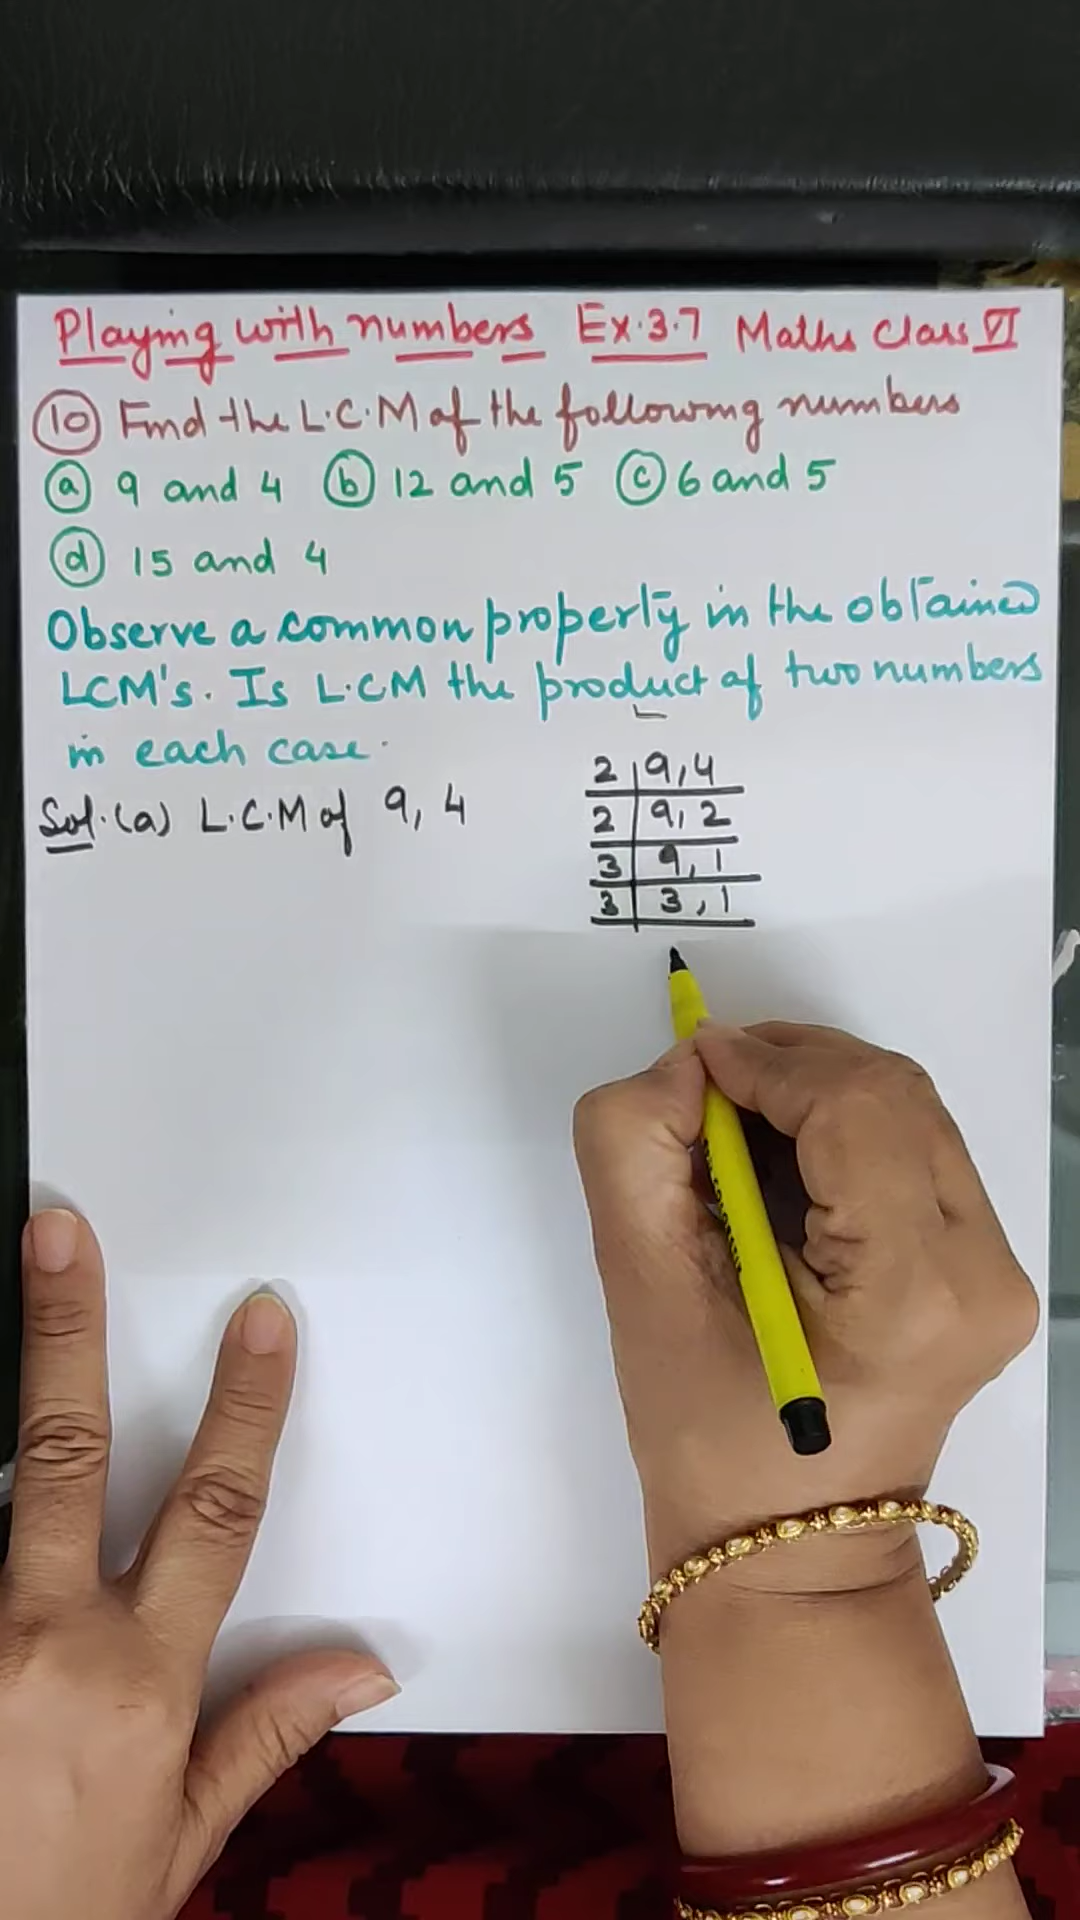 Playing with numbers Ex.3.7 Maths Class VI
10 Find the L.C.M of the following numbers
a 9 and 4 b 12 and 5 c 6 and 5
d 15 and 4
Observe a common property in the obtained
LCM's. Is L.CM the product of two numbers
in each case.
Sol. (a) L.C.M of 9, 4
2 | 9, 4
2 | 9, 2
3 | 9, 1
3 | 3, 1